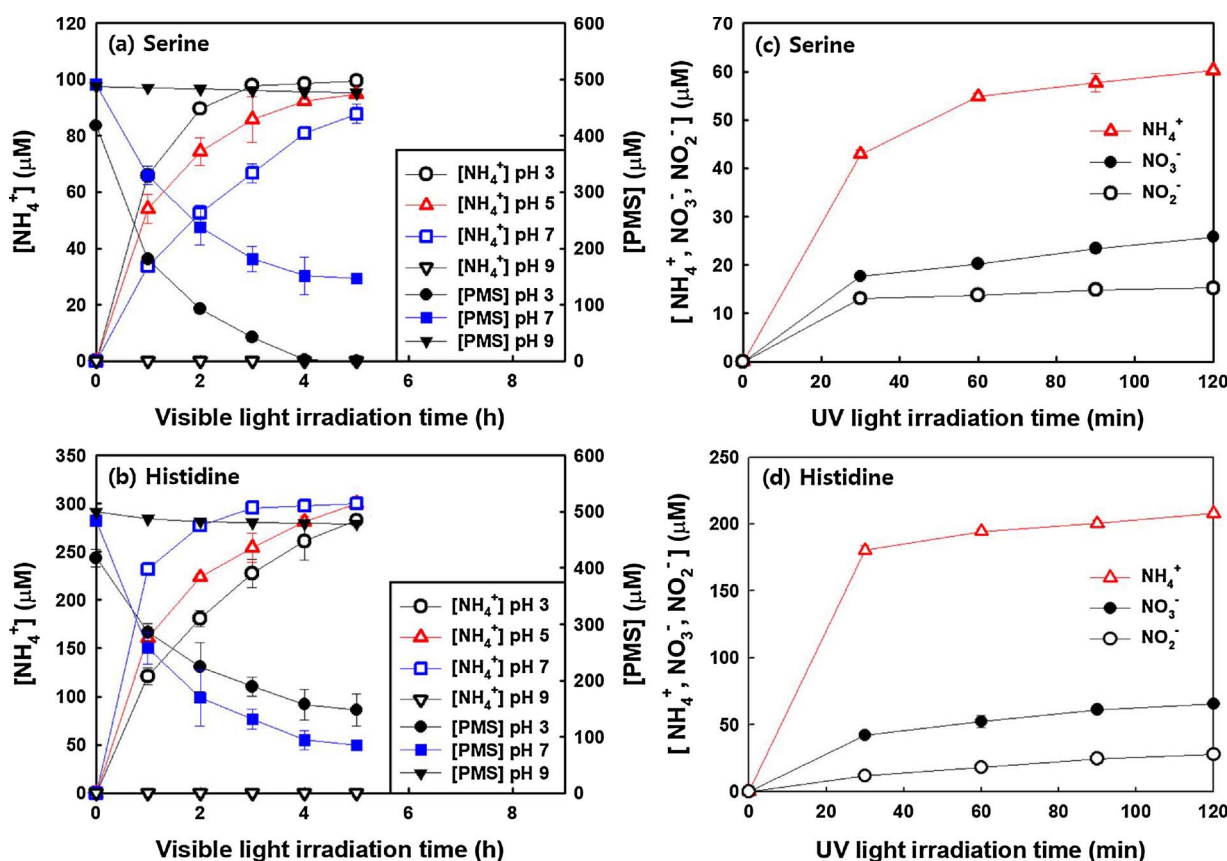 (a) Serine
[NH₄⁺] (μM)
120
100
80
60
40
20
0
600
500
400
300
200
100
0
[PMS] (μM)
[NH₄⁺] pH 3
[NH₄⁺] pH 5
[NH₄⁺] pH 7
[NH₄⁺] pH 9
[PMS] pH 3
[PMS] pH 7
[PMS] pH 9
0 2 4 6 8
Visible light irradiation time (h)
(c) Serine
[ NH₄⁺, NO₃⁻, NO₂⁻ ] (μM)
70
60
50
40
30
20
10
0
NH₄⁺
NO₃⁻
NO₂⁻
0 20 40 60 80 100 120
UV light irradiation time (min)
(b) Histidine
[NH₄⁺] (μM)
350
300
250
200
150
100
50
0
600
500
400
300
200
100
0
[PMS] (μM)
[NH₄⁺] pH 3
[NH₄⁺] pH 5
[NH₄⁺] pH 7
[NH₄⁺] pH 9
[PMS] pH 3
[PMS] pH 7
[PMS] pH 9
0 2 4 6 8
Visible light irradiation time (h)
(d) Histidine
[ NH₄⁺, NO₃⁻, NO₂⁻ ] (μM)
250
200
150
100
50
0
NH₄⁺
NO₃⁻
NO₂⁻
0 20 40 60 80 100 120
UV light irradiation time (min)